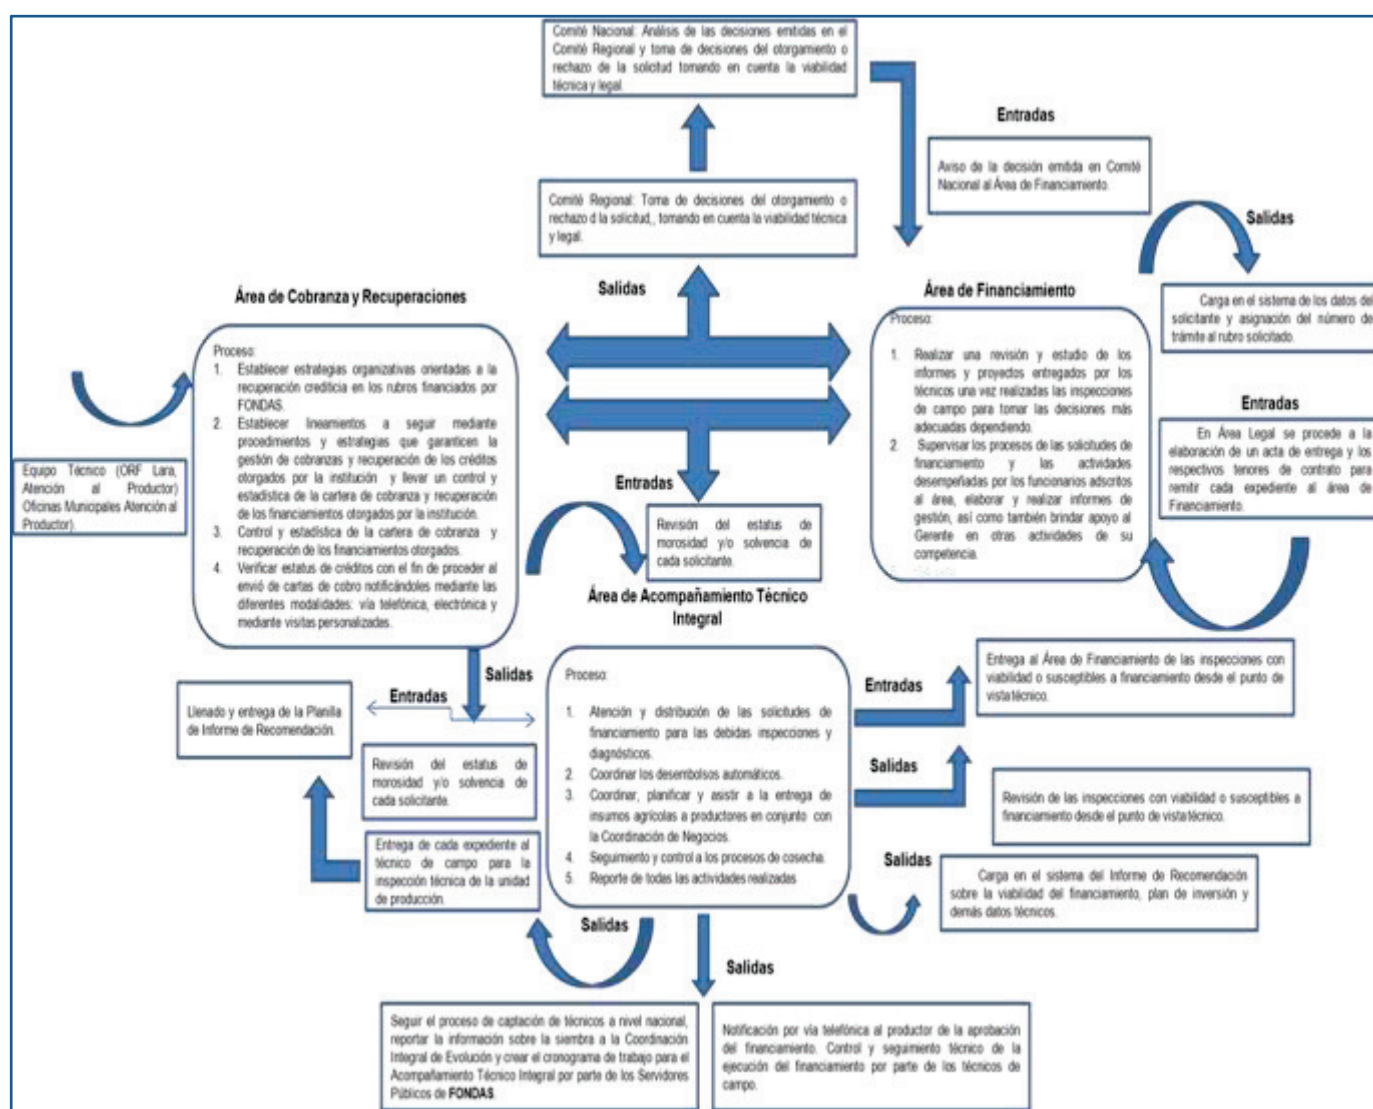 Comité Nacional: Análisis de las decisiones emitidas en el
Comité Regional y toma de decisiones del otorgamiento o
rechazo de la solicitud tomando en cuenta la viabilidad
técnica y legal.
Entradas
Aviso de la decisión emitida en Comité
Nacional al Área de Financiamiento.
Comité Regional: Toma de decisiones del otorgamiento o
rechazo d la solicitud,, tomando en cuenta la viabilidad técnica
y legal.
Salidas
Salidas
Área de Cobranza y Recuperaciones
Proceso:
1. Establecer estrategias organizativas orientadas a la
recuperación crediticia en los rubros financiados por
FONDAS.
2. Establecer lineamientos a seguir mediante
procedimientos y estrategias que garanticen la
gestión de cobranzas y recuperación de los créditos
otorgados por la institución y llevar un control y
estadística de la cartera de cobranza y recuperación
de los financiamientos otorgados por la institución.
3. Control y estadística de la cartera de cobranza y
recuperación de los financiamientos otorgados.
4. Verificar estatus de créditos con el fin de proceder al
envió de cartas de cobro notificándoles mediante las
diferentes modalidades: vía telefónica, electrónica y
mediante visitas personalizadas.
Equipo Técnico (ORF Lara,
Atención al Productor)
Oficinas Municipales Atención al
Productor).
Área de Financiamiento
Proceso:
1. Realizar una revisión y estudio de los
informes y proyectos entregados por los
técnicos una vez realizadas las inspecciones
de campo para tomar las decisiones más
adecuadas dependiendo.
2. Supervisar los procesos de las solicitudes de
financiamiento y las actividades
desempeñadas por los funcionarios adscritos
al área, elaborar y realizar informes de
gestión, así como también brindar apoyo al
Gerente en otras actividades de su
competencia.
Carga en el sistema de los datos del
solicitante y asignación del número de
trámite al rubro solicitado.
Entradas
En Área Legal se procede a la
elaboración de un acta de entrega y los
respectivos tenores de contrato para
remitir cada expediente al área de
Financiamiento.
Entradas
Revisión del estatus de
morosidad y/o solvencia de
cada solicitante.
Área de Acompañamiento Técnico
Integral
Proceso:
1. Atención y distribución de las solicitudes de
financiamiento para las debidas inspecciones y
diagnósticos.
2. Coordinar los desembolsos automáticos.
3. Coordinar, planificar y asistir a la entrega de
insumos agrícolas a productores en conjunto con
la Coordinación de Negocios.
4. Seguimiento y control a los procesos de cosecha.
5. Reporte de todas las actividades realizadas
Salidas
Entradas
Llenado y entrega de la Planilla
de Informe de Recomendación.
Revisión del estatus de
morosidad y/o solvencia de
cada solicitante.
Entrega de cada expediente al
técnico de campo para la
inspección técnica de la unidad
de producción.
Entradas
Entrega al Área de Financiamiento de las inspecciones con
viabilidad o susceptibles a financiamiento desde el punto de
vista técnico.
Salidas
Revisión de las inspecciones con viabilidad o susceptibles a
financiamiento desde el punto de vista técnico.
Salidas
Carga en el sistema del Informe de Recomendación
sobre la viabilidad del financiamiento, plan de inversión y
demás datos técnicos.
Salidas
Salidas
Seguir el proceso de captación de técnicos a nivel nacional,
reportar la información sobre la siembra a la Coordinación
Integral de Evolución y crear el cronograma de trabajo para el
Acompañamiento Técnico Integral por parte de los Servidores
Públicos de FONDAS.
Notificación por vía telefónica al productor de la aprobación
del financiamiento. Control y seguimiento técnico de la
ejecución del financiamiento por parte de los técnicos de
campo.